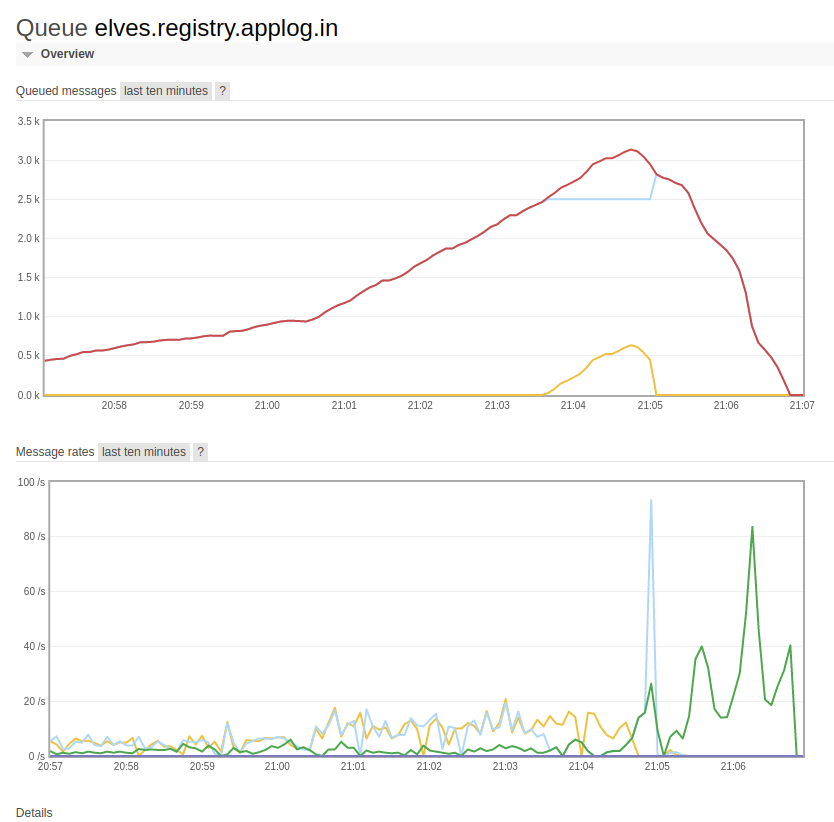 Queue elves.registry.applog.in
Overview
Queued messages last ten minutes ?
3.5 k
3.0 k
2.5 k
2.0 k
1.5 k
1.0 k
0.5 k
0.0 k
20:58 20:59 21:00 21:01 21:02 21:03 21:04 21:05 21:06 21:07
Message rates last ten minutes ?
100 /s
80 /s
60 /s
40 /s
20 /s
0 /s
20:57 20:58 20:59 21:00 21:01 21:02 21:03 21:04 21:05 21:06
Details